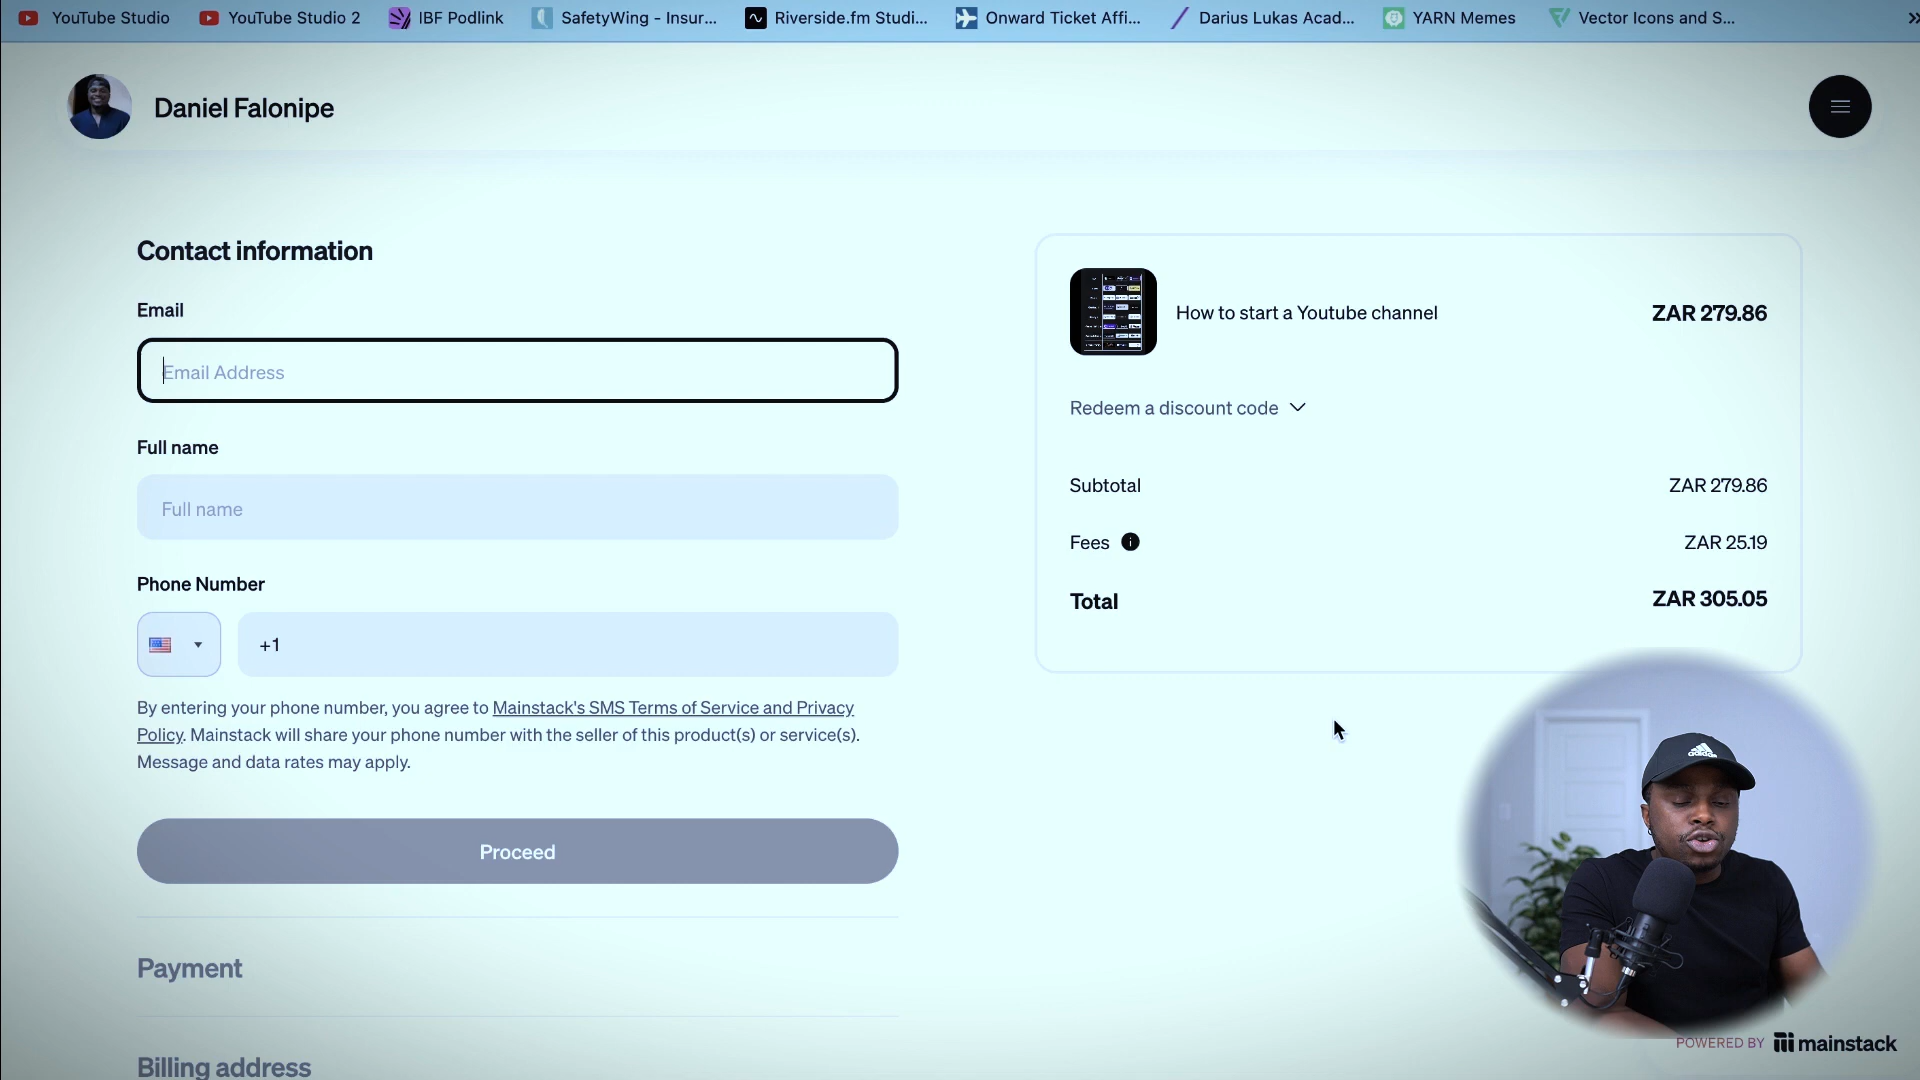 YouTube Studio
YouTube Studio 2
IBF Podlink
SafetyWing - Insur...
Riverside.fm Studi...
Onward Ticket Affi...
Darius Lukas Acad...
YARN Memes
Vector Icons and S...
»
Daniel Falonipe
Contact information
Email
Email Address
Full name
Full name
Phone Number
+1
By entering your phone number, you agree to Mainstack's SMS Terms of Service and Privacy
Policy. Mainstack will share your phone number with the seller of this product(s) or service(s).
Message and data rates may apply.
Proceed
Payment
Billing address
How to start a Youtube channel
ZAR 279.86
Redeem a discount code
Subtotal
ZAR 279.86
Fees
ZAR 25.19
Total
ZAR 305.05
adidas
POWERED BY mainstack